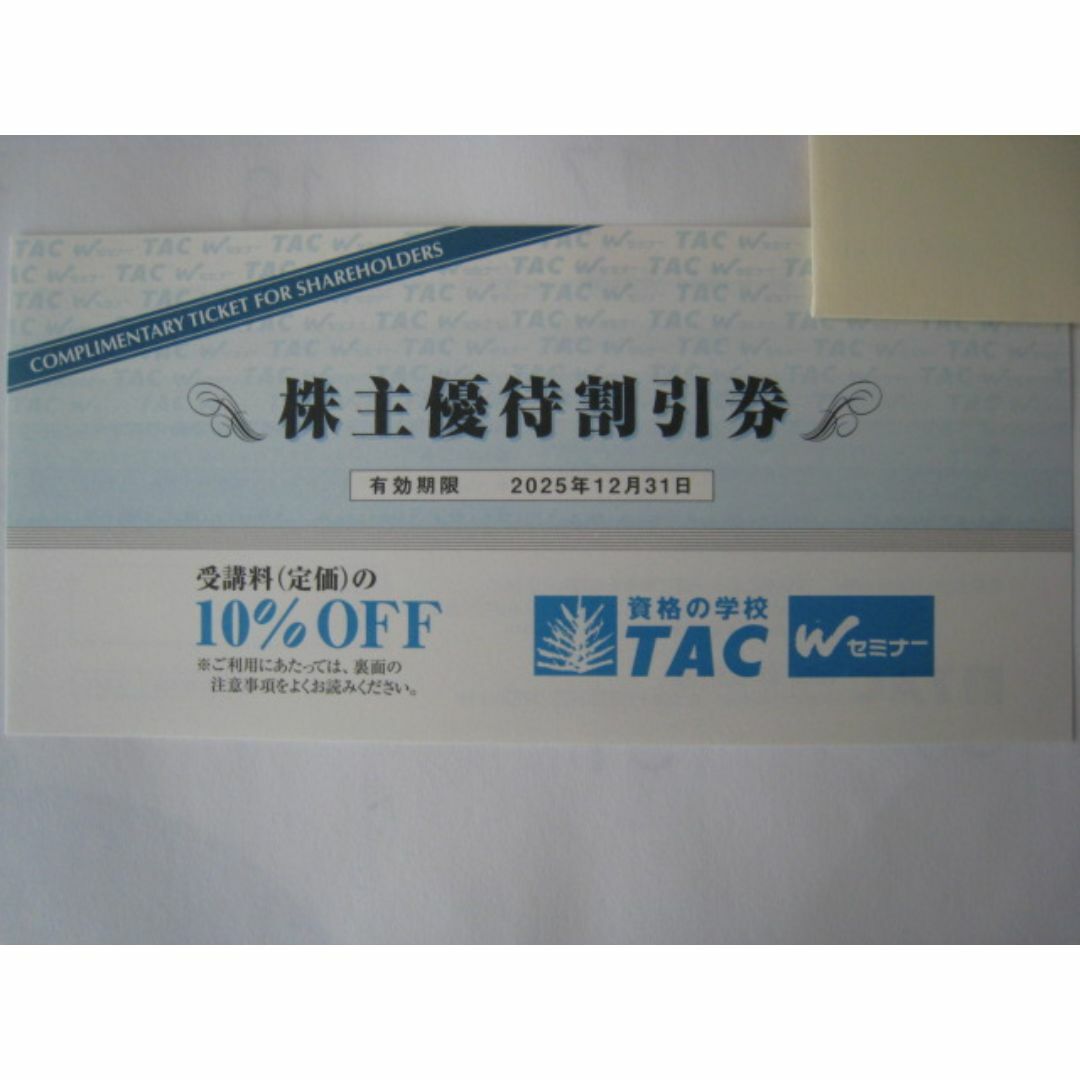 COMPLIMENTARY TICKET FOR SHAREHOLDERS
株主優待割引券
有効期限 2025年12月31日
受講料(定価)の
10%OFF
※ご利用にあたっては、裏面の
注意事項をよくお読みください。
資格の学校
TAC
Wセミナー